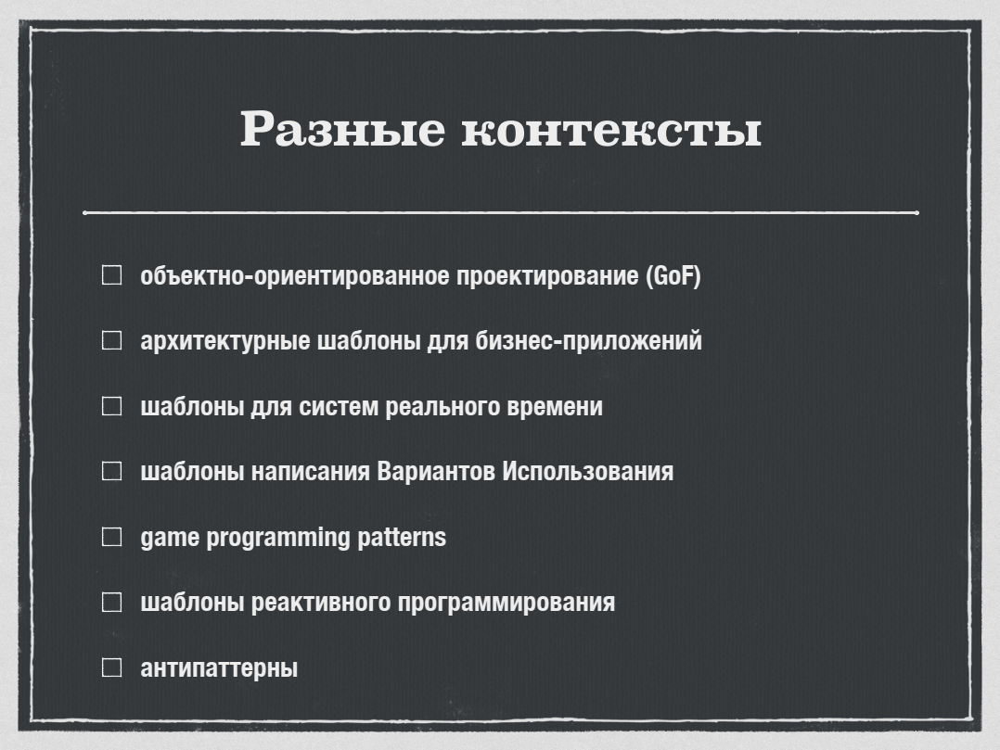 Разные контексты
объектно-ориентированное проектирование (GoF)
архитектурные шаблоны для бизнес-приложений
шаблоны для систем реального времени
шаблоны написания Вариантов Использования
game programming patterns
шаблоны реактивного программирования
антипаттерны